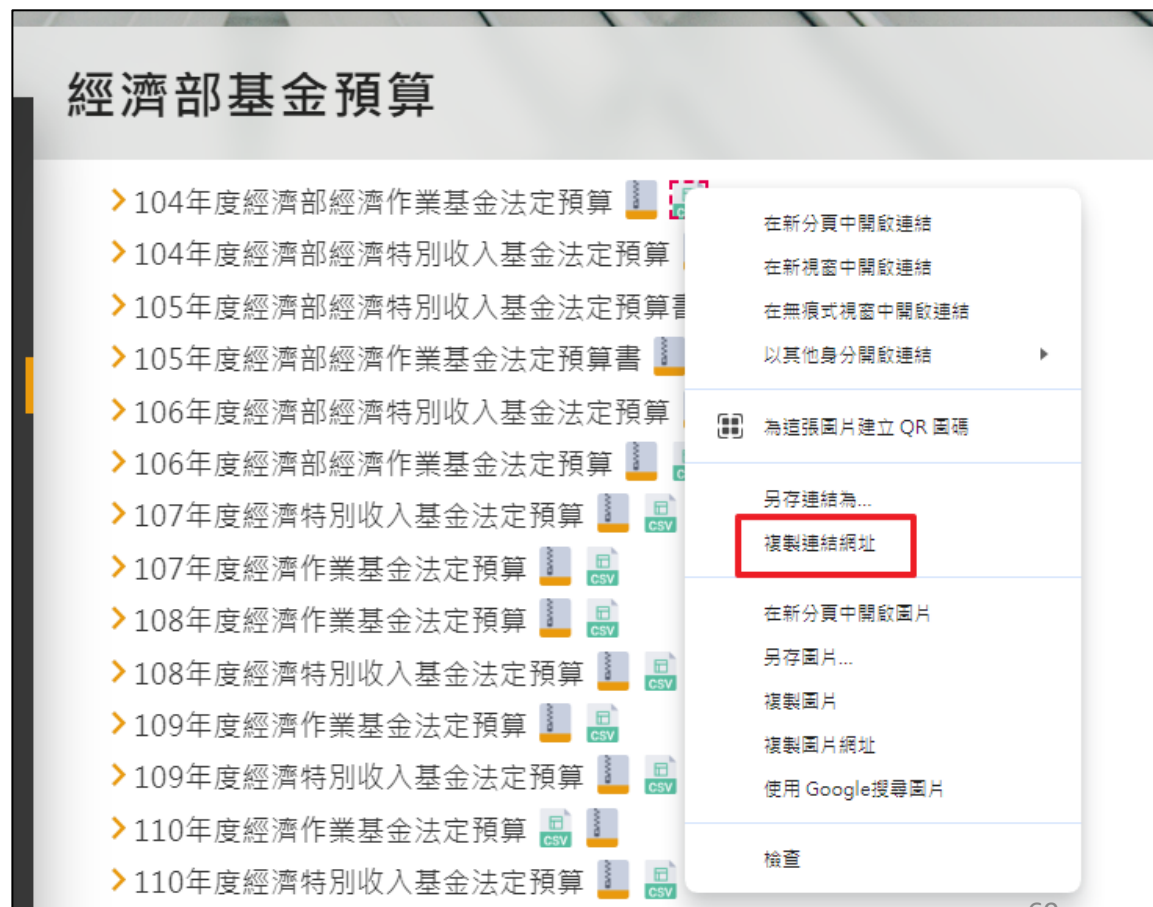 經濟部基金預算
104年度經濟部經濟作業基金法定預算
104年度經濟部經濟特別收入基金法定預算
105年度經濟部經濟特別收入基金法定預算書
105年度經濟部經濟作業基金法定預算書
106年度經濟部經濟特別收入基金法定預算
106年度經濟部經濟作業基金法定預算
107年度經濟特別收入基金法定預算 CSV
107年度經濟作業基金法定預算 CSV
108年度經濟作業基金法定預算 CSV
108年度經濟特別收入基金法定預算 CSV
109年度經濟作業基金法定預算 CSV
109年度經濟特別收入基金法定預算 CSV
110年度經濟作業基金法定預算 CSV
110年度經濟特別收入基金法定預算 CSV
在新分頁中開啟連結
在新視窗中開啟連結
在無痕式視窗中開啟連結
以其他身分開啟連結
為這張圖片建立 QR 圖碼
另存連結為...
複製連結網址
在新分頁中開啟圖片
另存圖片...
複製圖片
複製圖片網址
使用 Google搜尋圖片
檢查